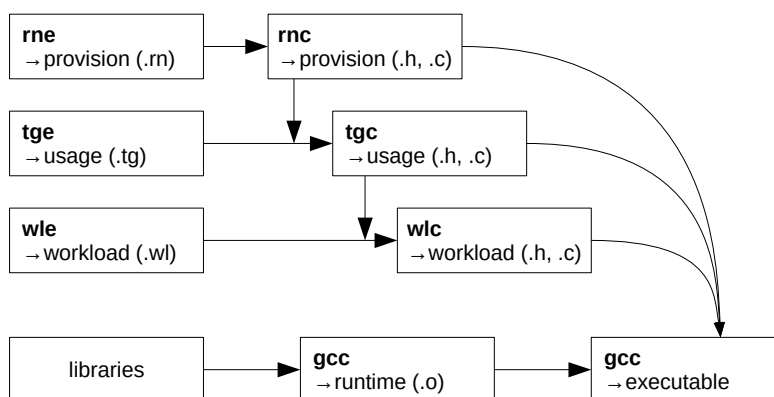 rne
→provision (.rn)
rnc
→provision (.h, .c)
tge
→usage (.tg)
tgc
→usage (.h, .c)
wle
→workload (.wl)
wlc
→workload (.h, .c)
libraries
gcc
→runtime (.o)
gcc
→executable